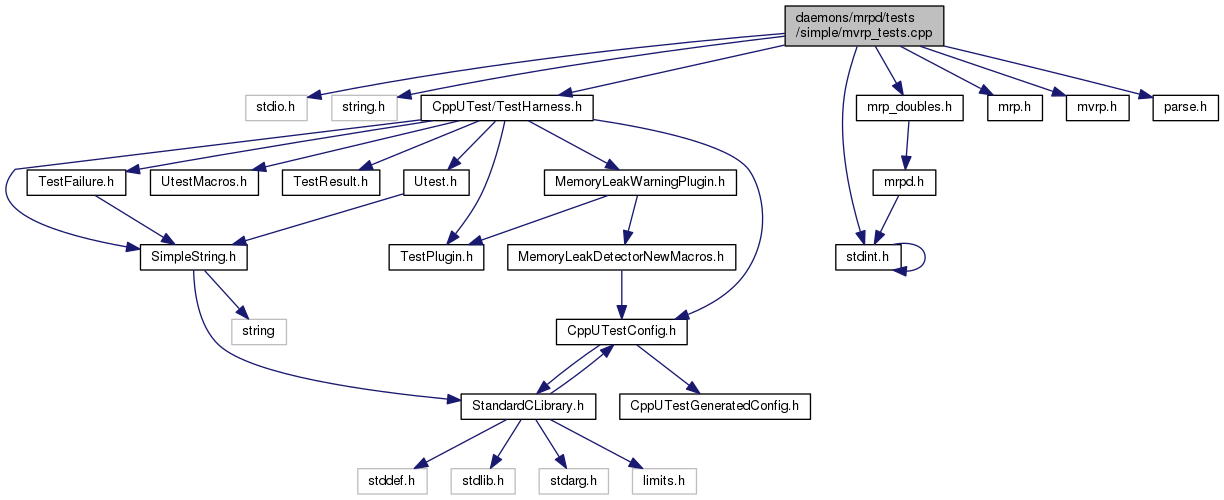 daemons/mrpd/tests
/simple/mvrp_tests.cpp
stdio.h
string.h
CppUTest/TestHarness.h
mrp_doubles.h
mrp.h
mvrp.h
parse.h
TestFailure.h
UtestMacros.h
TestResult.h
Utest.h
MemoryLeakWarningPlugin.h
mrpd.h
SimpleString.h
TestPlugin.h
MemoryLeakDetectorNewMacros.h
stdint.h
string
CppUTestConfig.h
StandardCLibrary.h
CppUTestGeneratedConfig.h
stddef.h
stdlib.h
stdarg.h
limits.h